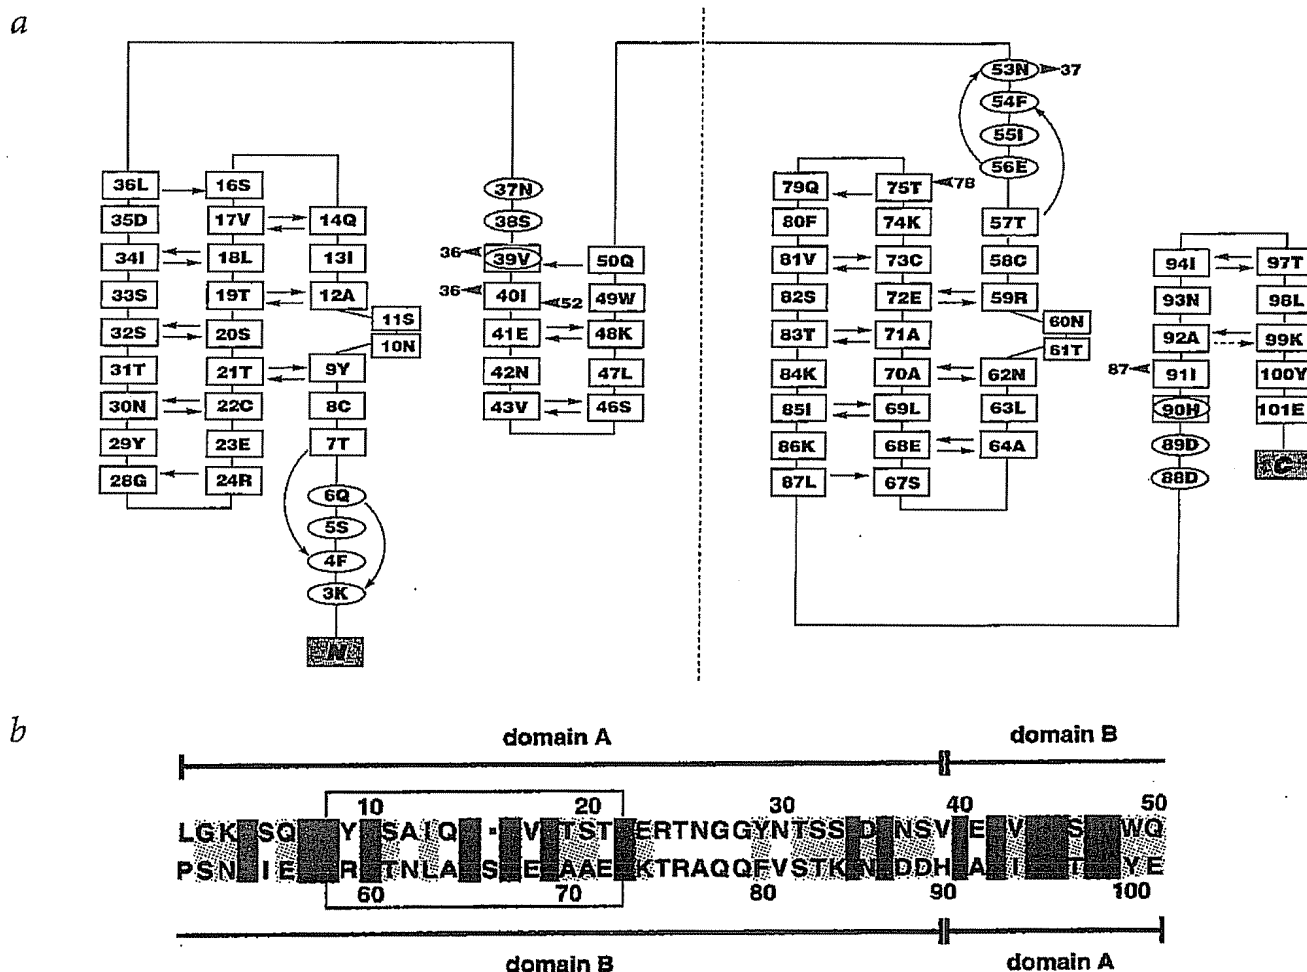 a
36L
35D
34I
33S
32S
31T
30N
29Y
28G
16S
17V
18L
19T
20S
21T
22C
23E
24R
14Q
13I
12A
11S
10N
9Y
8C
7T
6Q
5S
4F
3K
N
37N
38S
36 39V
36 40I 52
41E
42N
43V
50Q
49W
48K
47L
46S
79Q
80F
81V
82S
83T
84K
85I
86K
87L
75T 78
74K
73C
72E
71A
70A
69L
68E
67S
53N 37
54F
55I
56E
57T
58C
59R
60N
61T
62N
63L
64A
94I
93N
92A
87 91I
90H
89D
88D
97T
98L
99K
100Y
101E
C
b
domain A domain B
10 20 30 40 50
LGK SQ Y SAIQ V TST ERTNGGYNTSS D NSV E V S WQ
PSN IE R TNLA S E AAE KTRAQQFVSTK N DDH A I T YE
60 70 80 90 100
domain B domain A